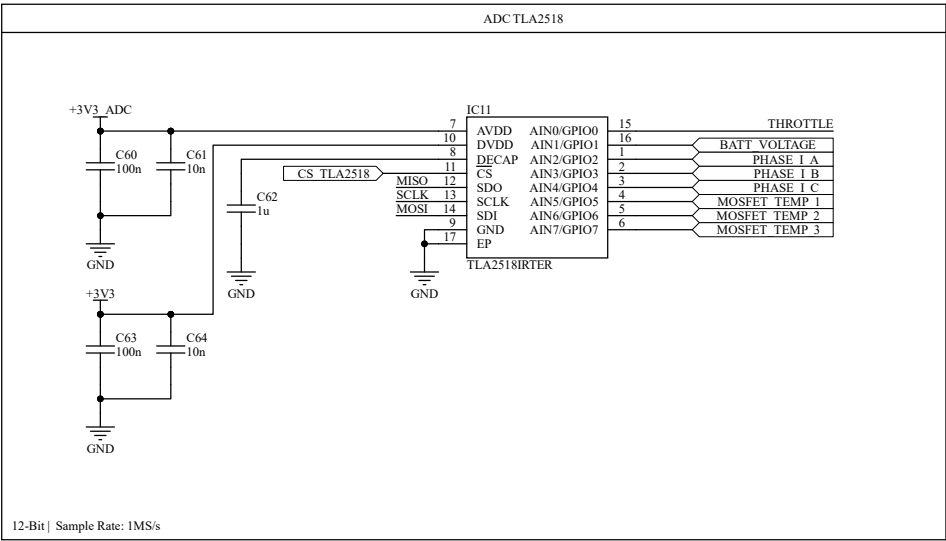 ADC TLA2518
+3V3_ADC
C60
100n
C61
10n
GND
C62
1u
GND
+3V3
C63
100n
C64
10n
GND
CS_TLA2518
MISO
SCLK
MOSI
GND
IC11
7 AVDD AIN0/GPIO0 15 THROTTLE
10 DVDD AIN1/GPIO1 16 BATT_VOLTAGE
8 DECAP AIN2/GPIO2 1 PHASE_I_A
11 CS AIN3/GPIO3 2 PHASE_I_B
12 SDO AIN4/GPIO4 3 PHASE_I_C
13 SCLK AIN5/GPIO5 4 MOSFET_TEMP_1
14 SDI AIN6/GPIO6 5 MOSFET_TEMP_2
9 GND AIN7/GPIO7 6 MOSFET_TEMP_3
17 EP
TLA2518IRTER
12-Bit | Sample Rate: 1MS/s